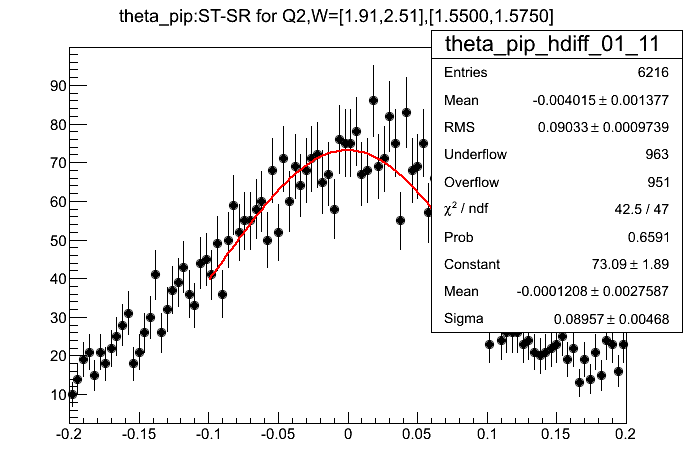 theta_pip:ST-SR for Q2,W=[1.91,2.51],[1.5500,1.5750]
theta_pip_hdiff_01_11
Entries 6216
Mean -0.004015 ± 0.001377
RMS 0.09033 ± 0.0009739
Underflow 963
Overflow 951
χ² / ndf 42.5 / 47
Prob 0.6591
Constant 73.09 ± 1.89
Mean -0.0001208 ± 0.0027587
Sigma 0.08957 ± 0.00468
90
80
70
60
50
40
30
20
10
-0.2 -0.15 -0.1 -0.05 0 0.05 0.1 0.15 0.2